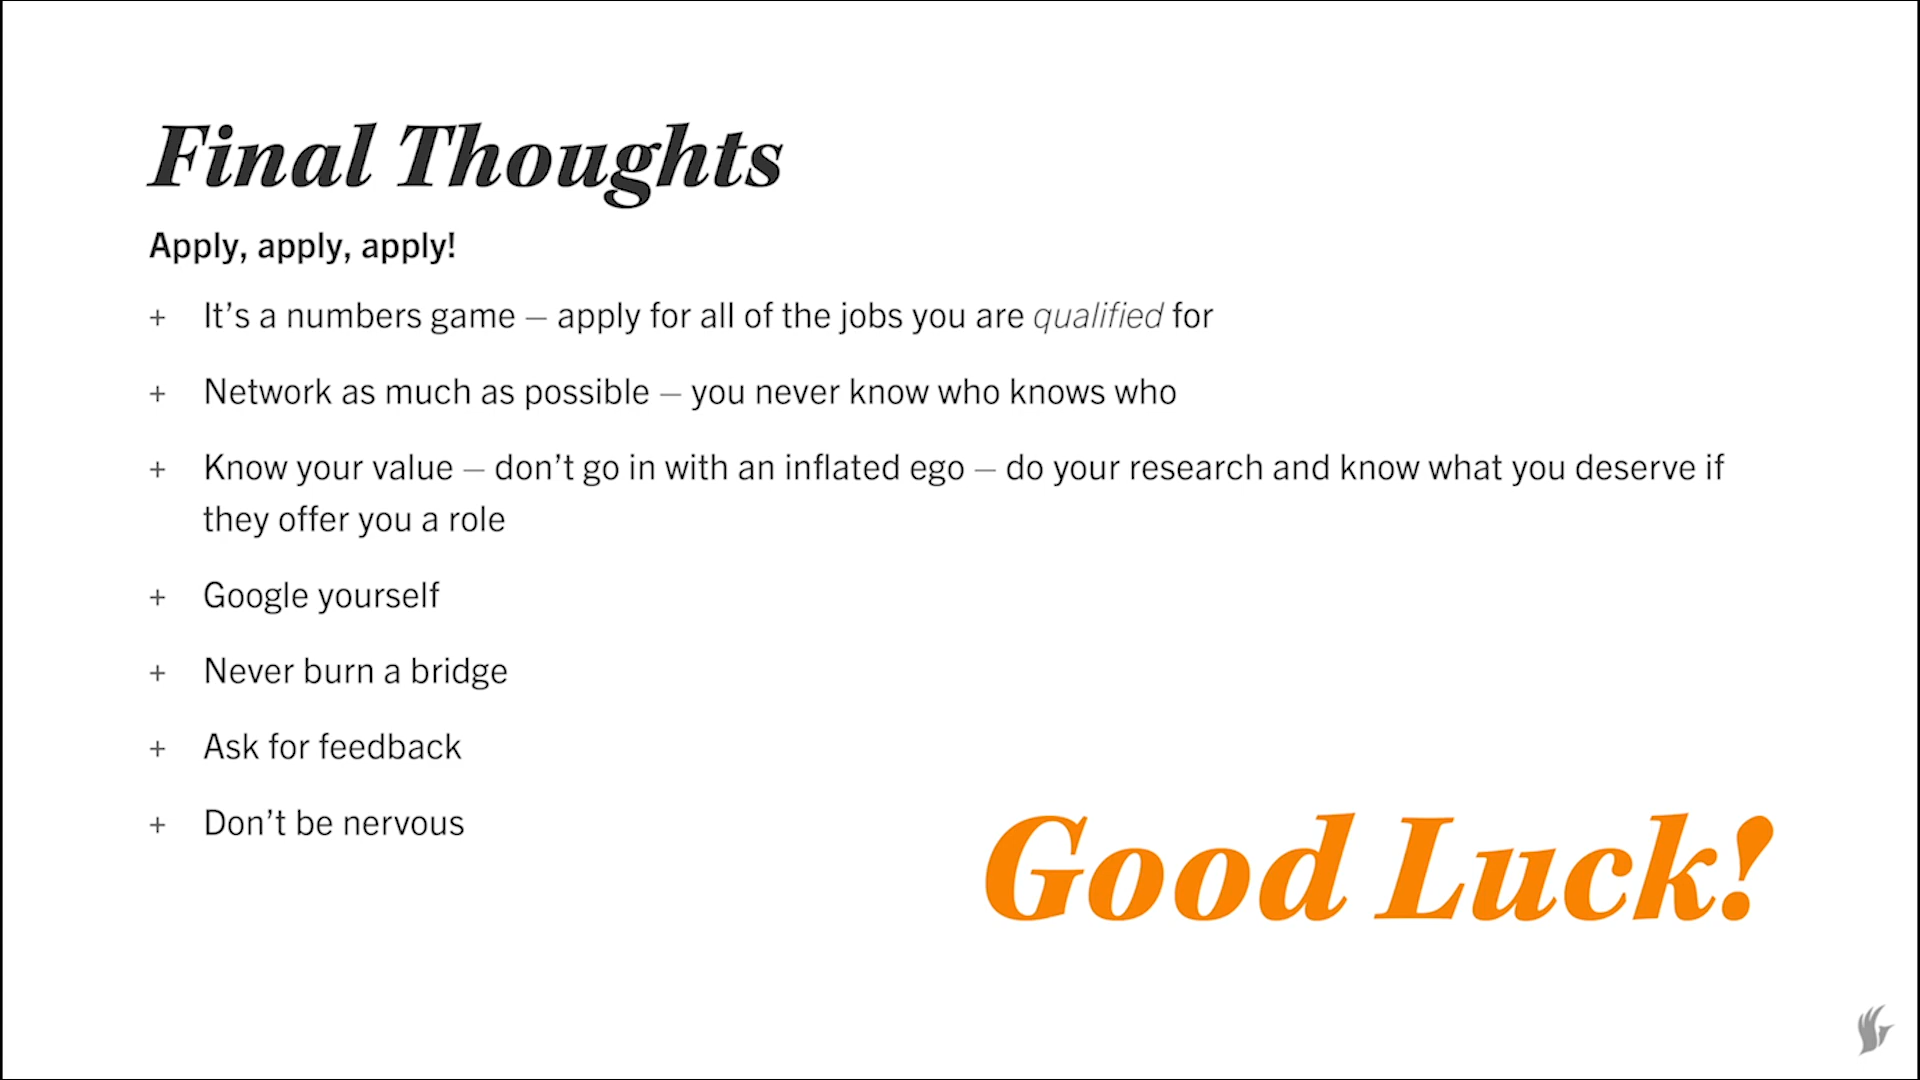 Final Thoughts
Apply, apply, apply!
+ It’s a numbers game – apply for all of the jobs you are qualified for
+ Network as much as possible – you never know who knows who
+ Know your value – don’t go in with an inflated ego – do your research and know what you deserve if
they offer you a role
+ Google yourself
+ Never burn a bridge
+ Ask for feedback
+ Don’t be nervous
Good Luck!